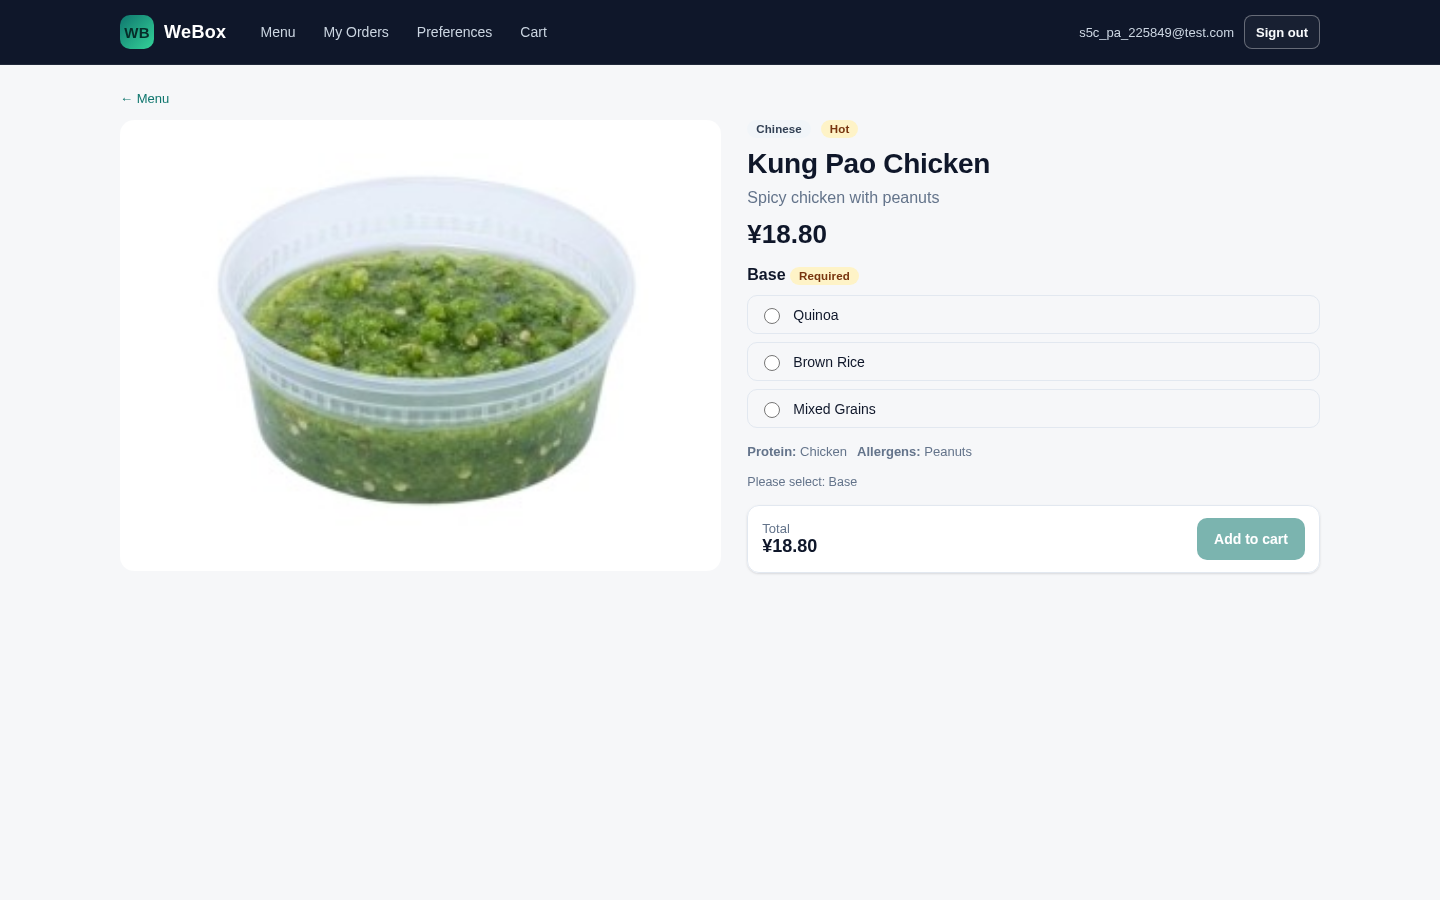 WB WeBox Menu My Orders Preferences Cart s5c_pa_225849@test.com Sign out
← Menu
Chinese Hot
Kung Pao Chicken
Spicy chicken with peanuts
¥18.80
Base Required
Quinoa
Brown Rice
Mixed Grains
Protein: Chicken Allergens: Peanuts
Please select: Base
Total
¥18.80
Add to cart